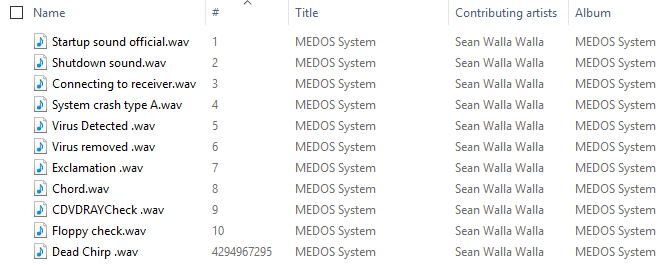 Name # Title Contributing artists Album
Startup sound official.wav 1 MEDOS System Sean Walla Walla MEDOS System
Shutdown sound.wav 2 MEDOS System Sean Walla Walla MEDOS System
Connecting to receiver.wav 3 MEDOS System Sean Walla Walla MEDOS System
System crash type A.wav 4 MEDOS System Sean Walla Walla MEDOS System
Virus Detected .wav 5 MEDOS System Sean Walla Walla MEDOS System
Virus removed .wav 6 MEDOS System Sean Walla Walla MEDOS System
Exclamation .wav 7 MEDOS System Sean Walla Walla MEDOS System
Chord.wav 8 MEDOS System Sean Walla Walla MEDOS System
CDVDRAYCheck .wav 9 MEDOS System Sean Walla Walla MEDOS System
Floppy check.wav 10 MEDOS System Sean Walla Walla MEDOS System
Dead Chirp .wav 4294967295 MEDOS System Sean Walla Walla MEDOS System